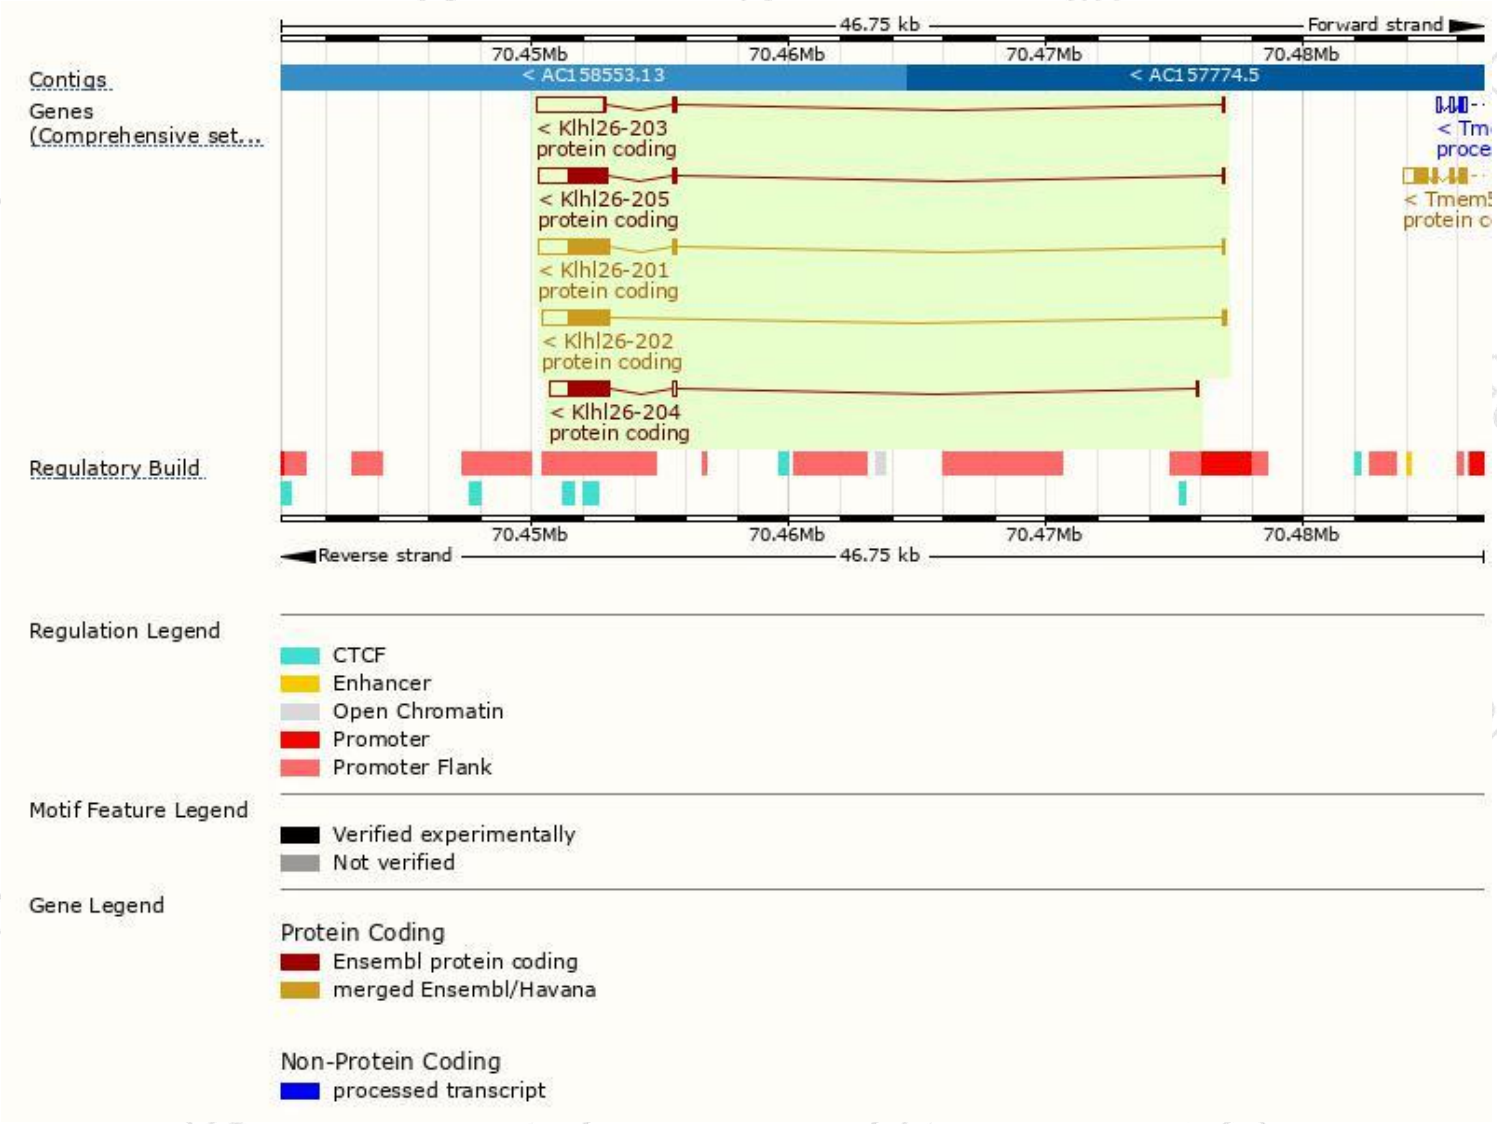 46.75 kb Forward strand
70.45Mb 70.46Mb 70.47Mb 70.48Mb
Contigs < AC158553.13 < AC157774.5
Genes
(Comprehensive set...
< Klhl26-203
protein coding
< Tm
proce
< Klhl26-205
protein coding
< Tmem5
protein c
< Klhl26-201
protein coding
< Klhl26-202
protein coding
< Klhl26-204
protein coding
Regulatory Build
70.45Mb 70.46Mb 70.47Mb 70.48Mb
Reverse strand 46.75 kb
Regulation Legend
CTCF
Enhancer
Open Chromatin
Promoter
Promoter Flank
Motif Feature Legend
Verified experimentally
Not verified
Gene Legend
Protein Coding
Ensembl protein coding
merged Ensembl/Havana
Non-Protein Coding
processed transcript